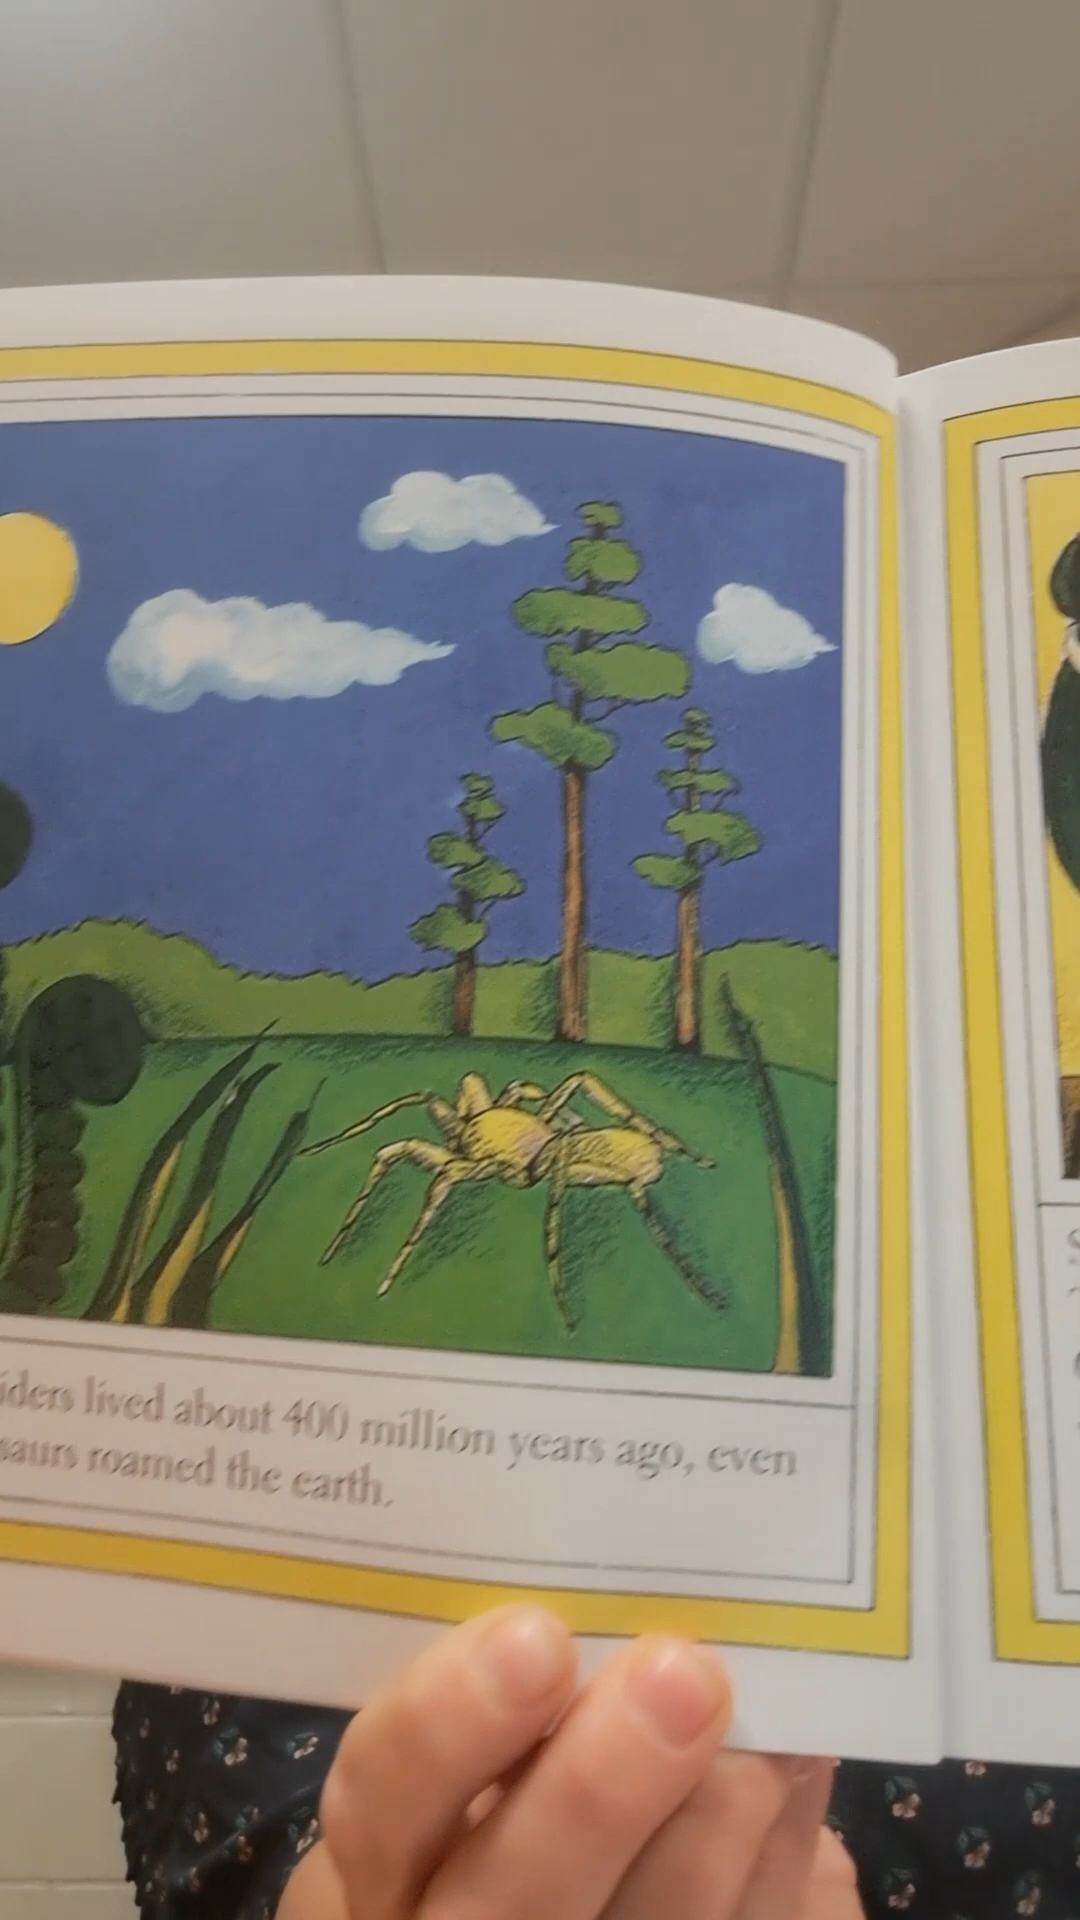 iders lived about 400 million years ago, even
saurs roamed the earth.